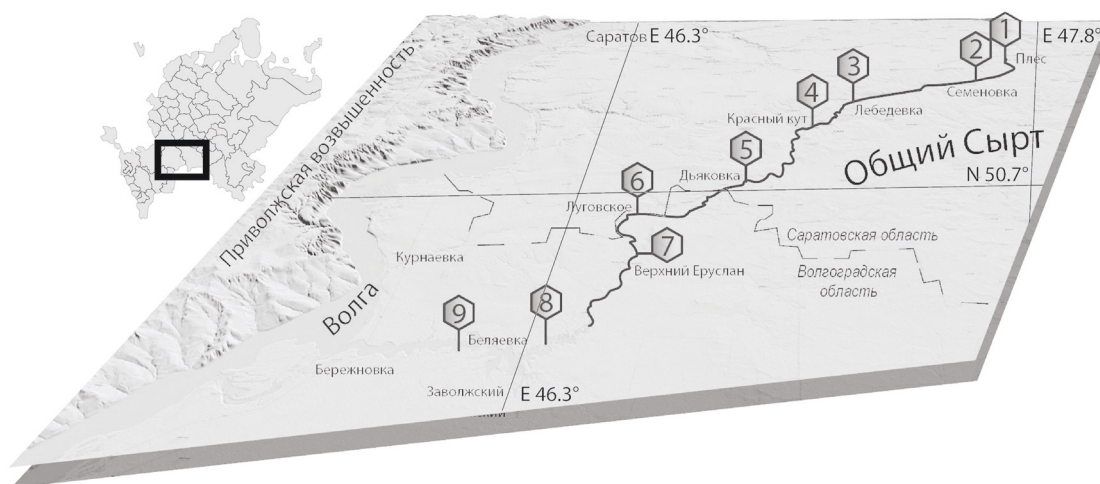 Саратов E 46.3°
E 47.8°
1
2
3
4
5
6
7
8
9
Плес
Семеновка
Лебедевка
Красный кут
Общий Сырт
N 50.7°
Дьяковка
Луговское
Приволжская возвышенность
Саратовская область
Волгоградская
область
Курнаевка
Верхний Еруслан
Волга
Беляевка
Бережновка
Заволжский
E 46.3°